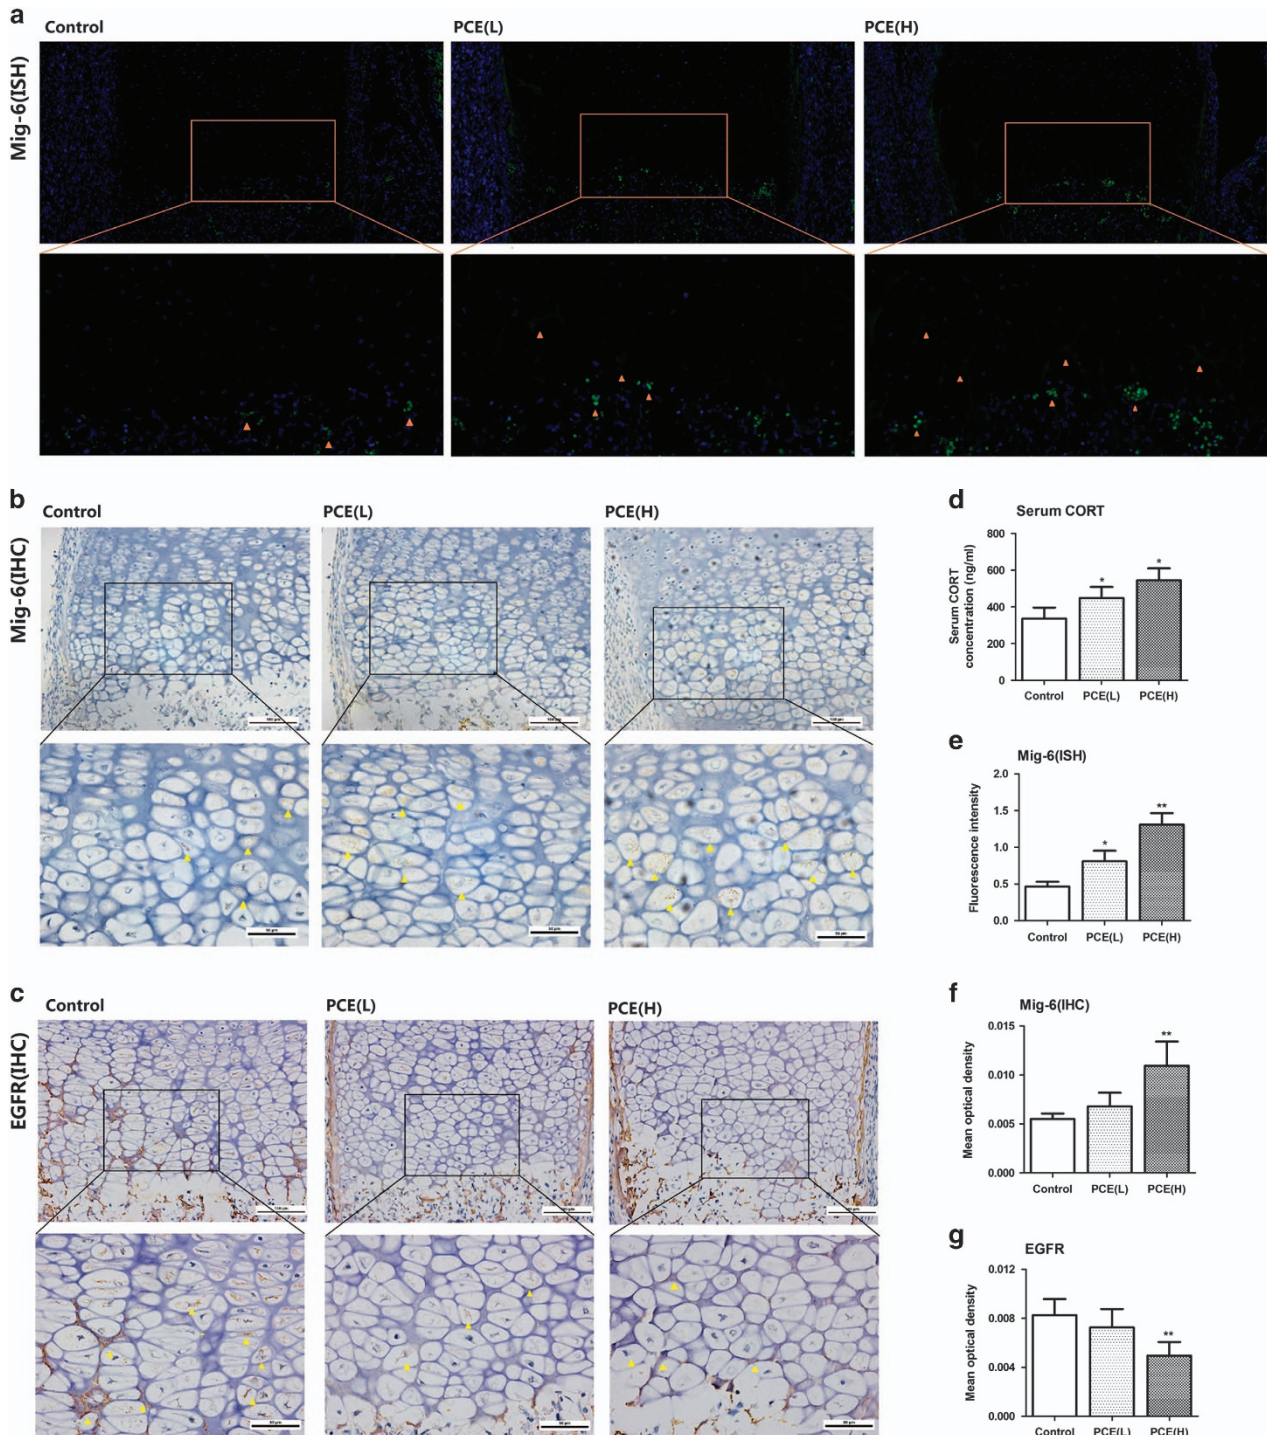 a
Control
PCE(L)
PCE(H)
Mig-6(ISH)
b
Control
PCE(L)
PCE(H)
Mig-6(IHC)
c
Control
PCE(L)
PCE(H)
EGFR(IHC)
d
Serum CORT
Serum CORT
concentration (ng/ml)
800
600
400
200
0
*
*
Control PCE(L) PCE(H)
e
Mig-6(ISH)
Fluorescence intensity
2.0
1.5
1.0
0.5
0.0
*
**
Control PCE(L) PCE(H)
f
Mig-6(IHC)
Mean optical density
0.015
0.010
0.005
0.000
**
Control PCE(L) PCE(H)
g
EGFR
Mean optical density
0.012
0.008
0.004
0.000
**
Control PCE(L) PCE(H)